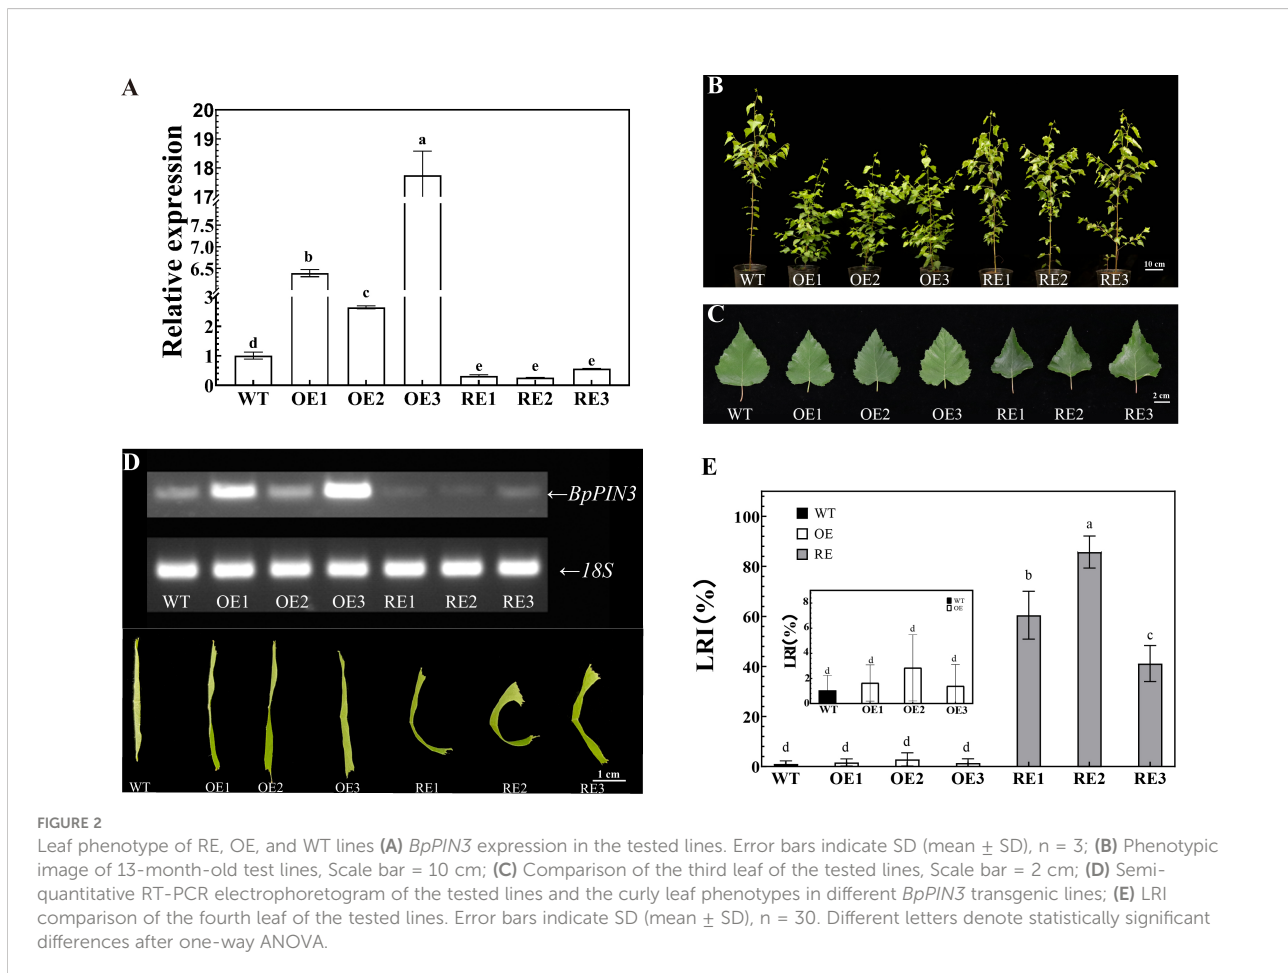 A
Relative expression
20
19
18
17
7.5
7.0
6.5
3
2
1
0
d
b
c
a
e
e
e
WT OE1 OE2 OE3 RE1 RE2 RE3
B
WT OE1 OE2 OE3 RE1 RE2 RE3
10 cm
C
WT OE1 OE2 OE3 RE1 RE2 RE3
2 cm
D
←BpPIN3
←18S
WT OE1 OE2 OE3 RE1 RE2 RE3
WT OE1 OE2 OE3 RE1 RE2 RE3
1 cm
E
LRI(%)
100
80
60
40
20
0
WT
OE
RE
d d d d b a c
WT OE1 OE2 OE3 RE1 RE2 RE3
LRI(%)
8
6
4
2
0
WT
OE
d d d d
WT OE1 OE2 OE3
FIGURE 2
Leaf phenotype of RE, OE, and WT lines (A) BpPIN3 expression in the tested lines. Error bars indicate SD (mean ± SD), n = 3; (B) Phenotypic
image of 13-month-old test lines, Scale bar = 10 cm; (C) Comparison of the third leaf of the tested lines, Scale bar = 2 cm; (D) Semi-
quantitative RT-PCR electrophoretogram of the tested lines and the curly leaf phenotypes in different BpPIN3 transgenic lines; (E) LRI
comparison of the fourth leaf of the tested lines. Error bars indicate SD (mean ± SD), n = 30. Different letters denote statistically significant
differences after one-way ANOVA.